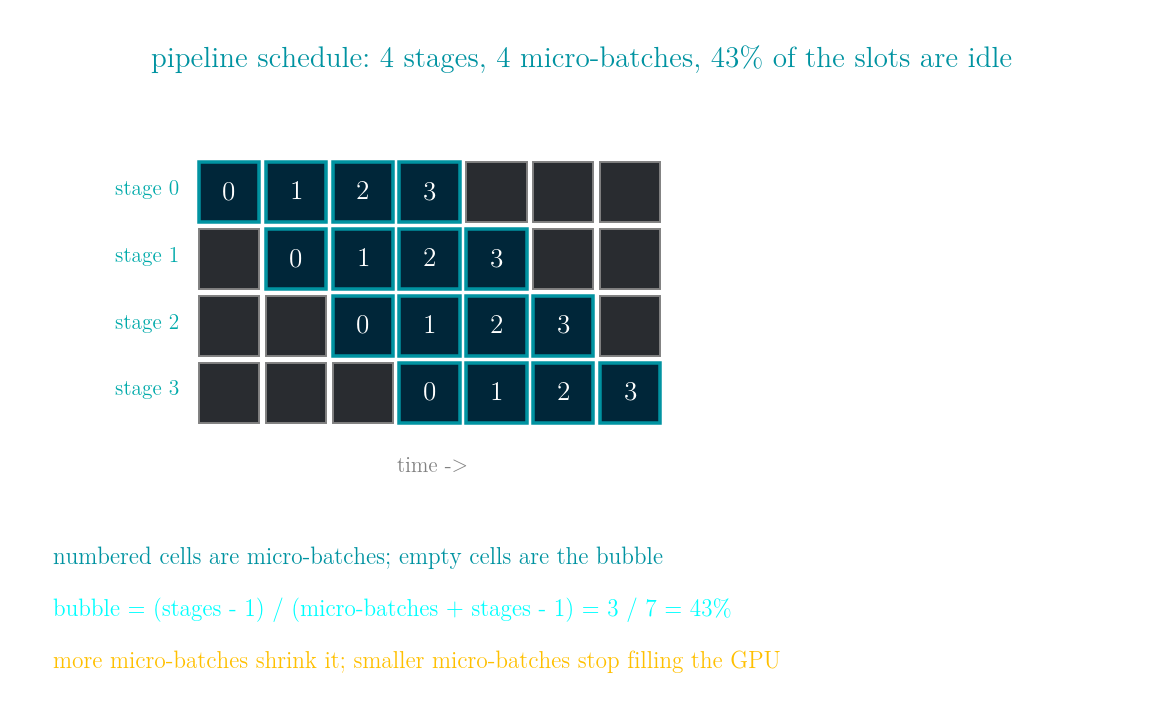 pipeline schedule: 4 stages, 4 micro-batches, 43% of the slots are idle
stage 0 0 1 2 3
stage 1 0 1 2 3
stage 2 0 1 2 3
stage 3 0 1 2 3
time ->
numbered cells are micro-batches; empty cells are the bubble
bubble = (stages - 1) / (micro-batches + stages - 1) = 3 / 7 = 43%
more micro-batches shrink it; smaller micro-batches stop filling the GPU